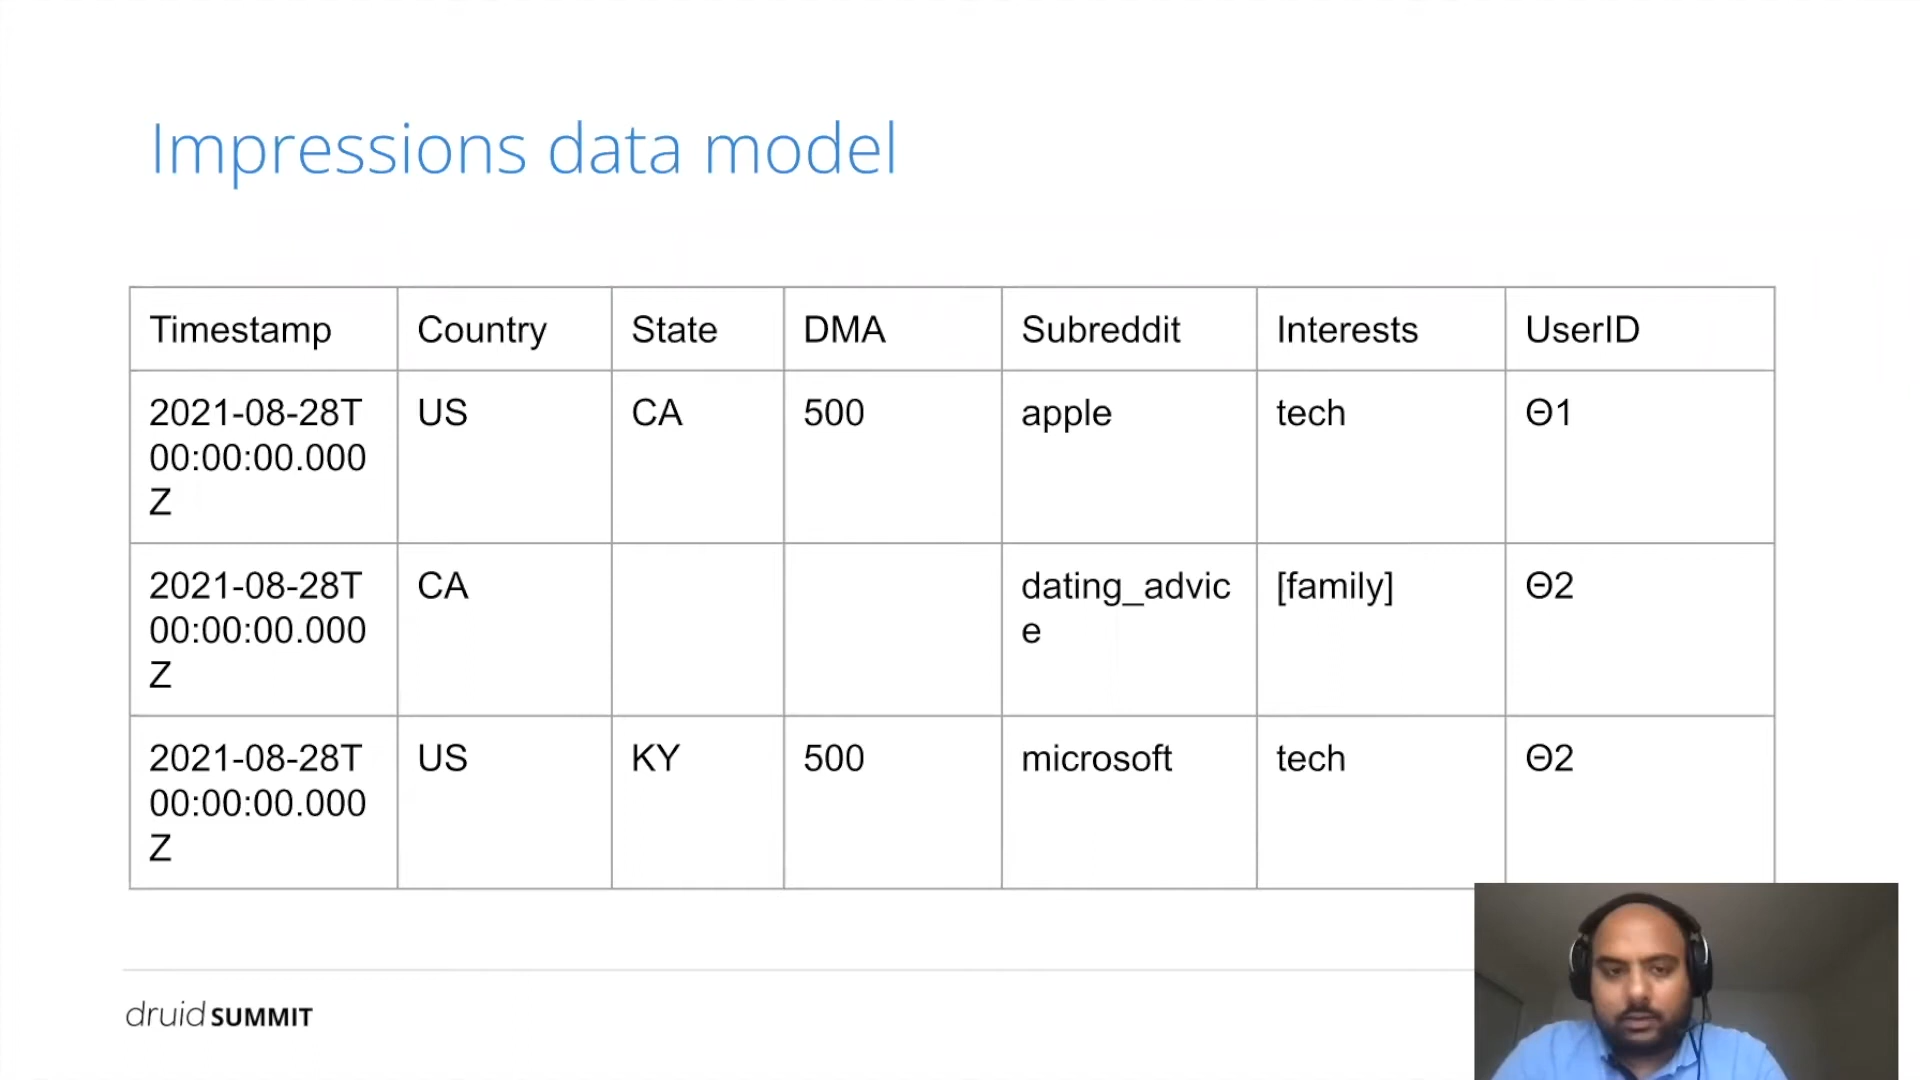 Impressions data model
Timestamp Country State DMA Subreddit Interests UserID
2021-08-28T US CA 500 apple tech Θ1
00:00:00.000
Z
2021-08-28T CA dating_advic [family] Θ2
00:00:00.000 e
Z
2021-08-28T US KY 500 microsoft tech Θ2
00:00:00.000
Z
druid SUMMIT